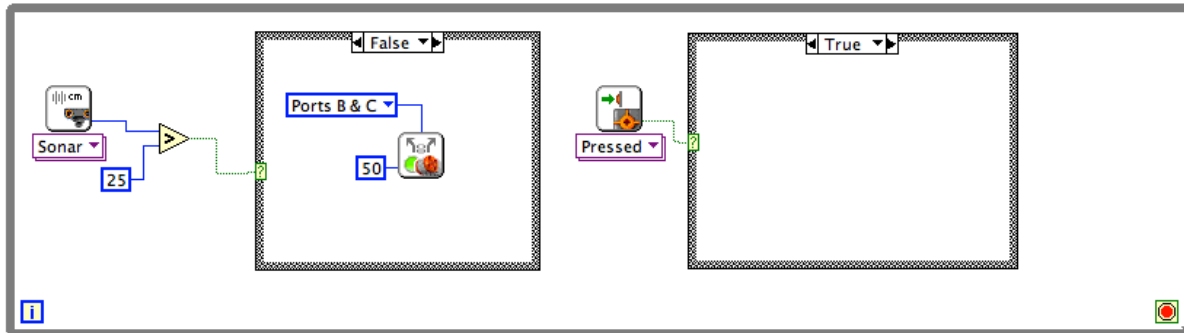 False
True
cm
Ports B & C
Sonar
>
?
50
Pressed
?
25
i